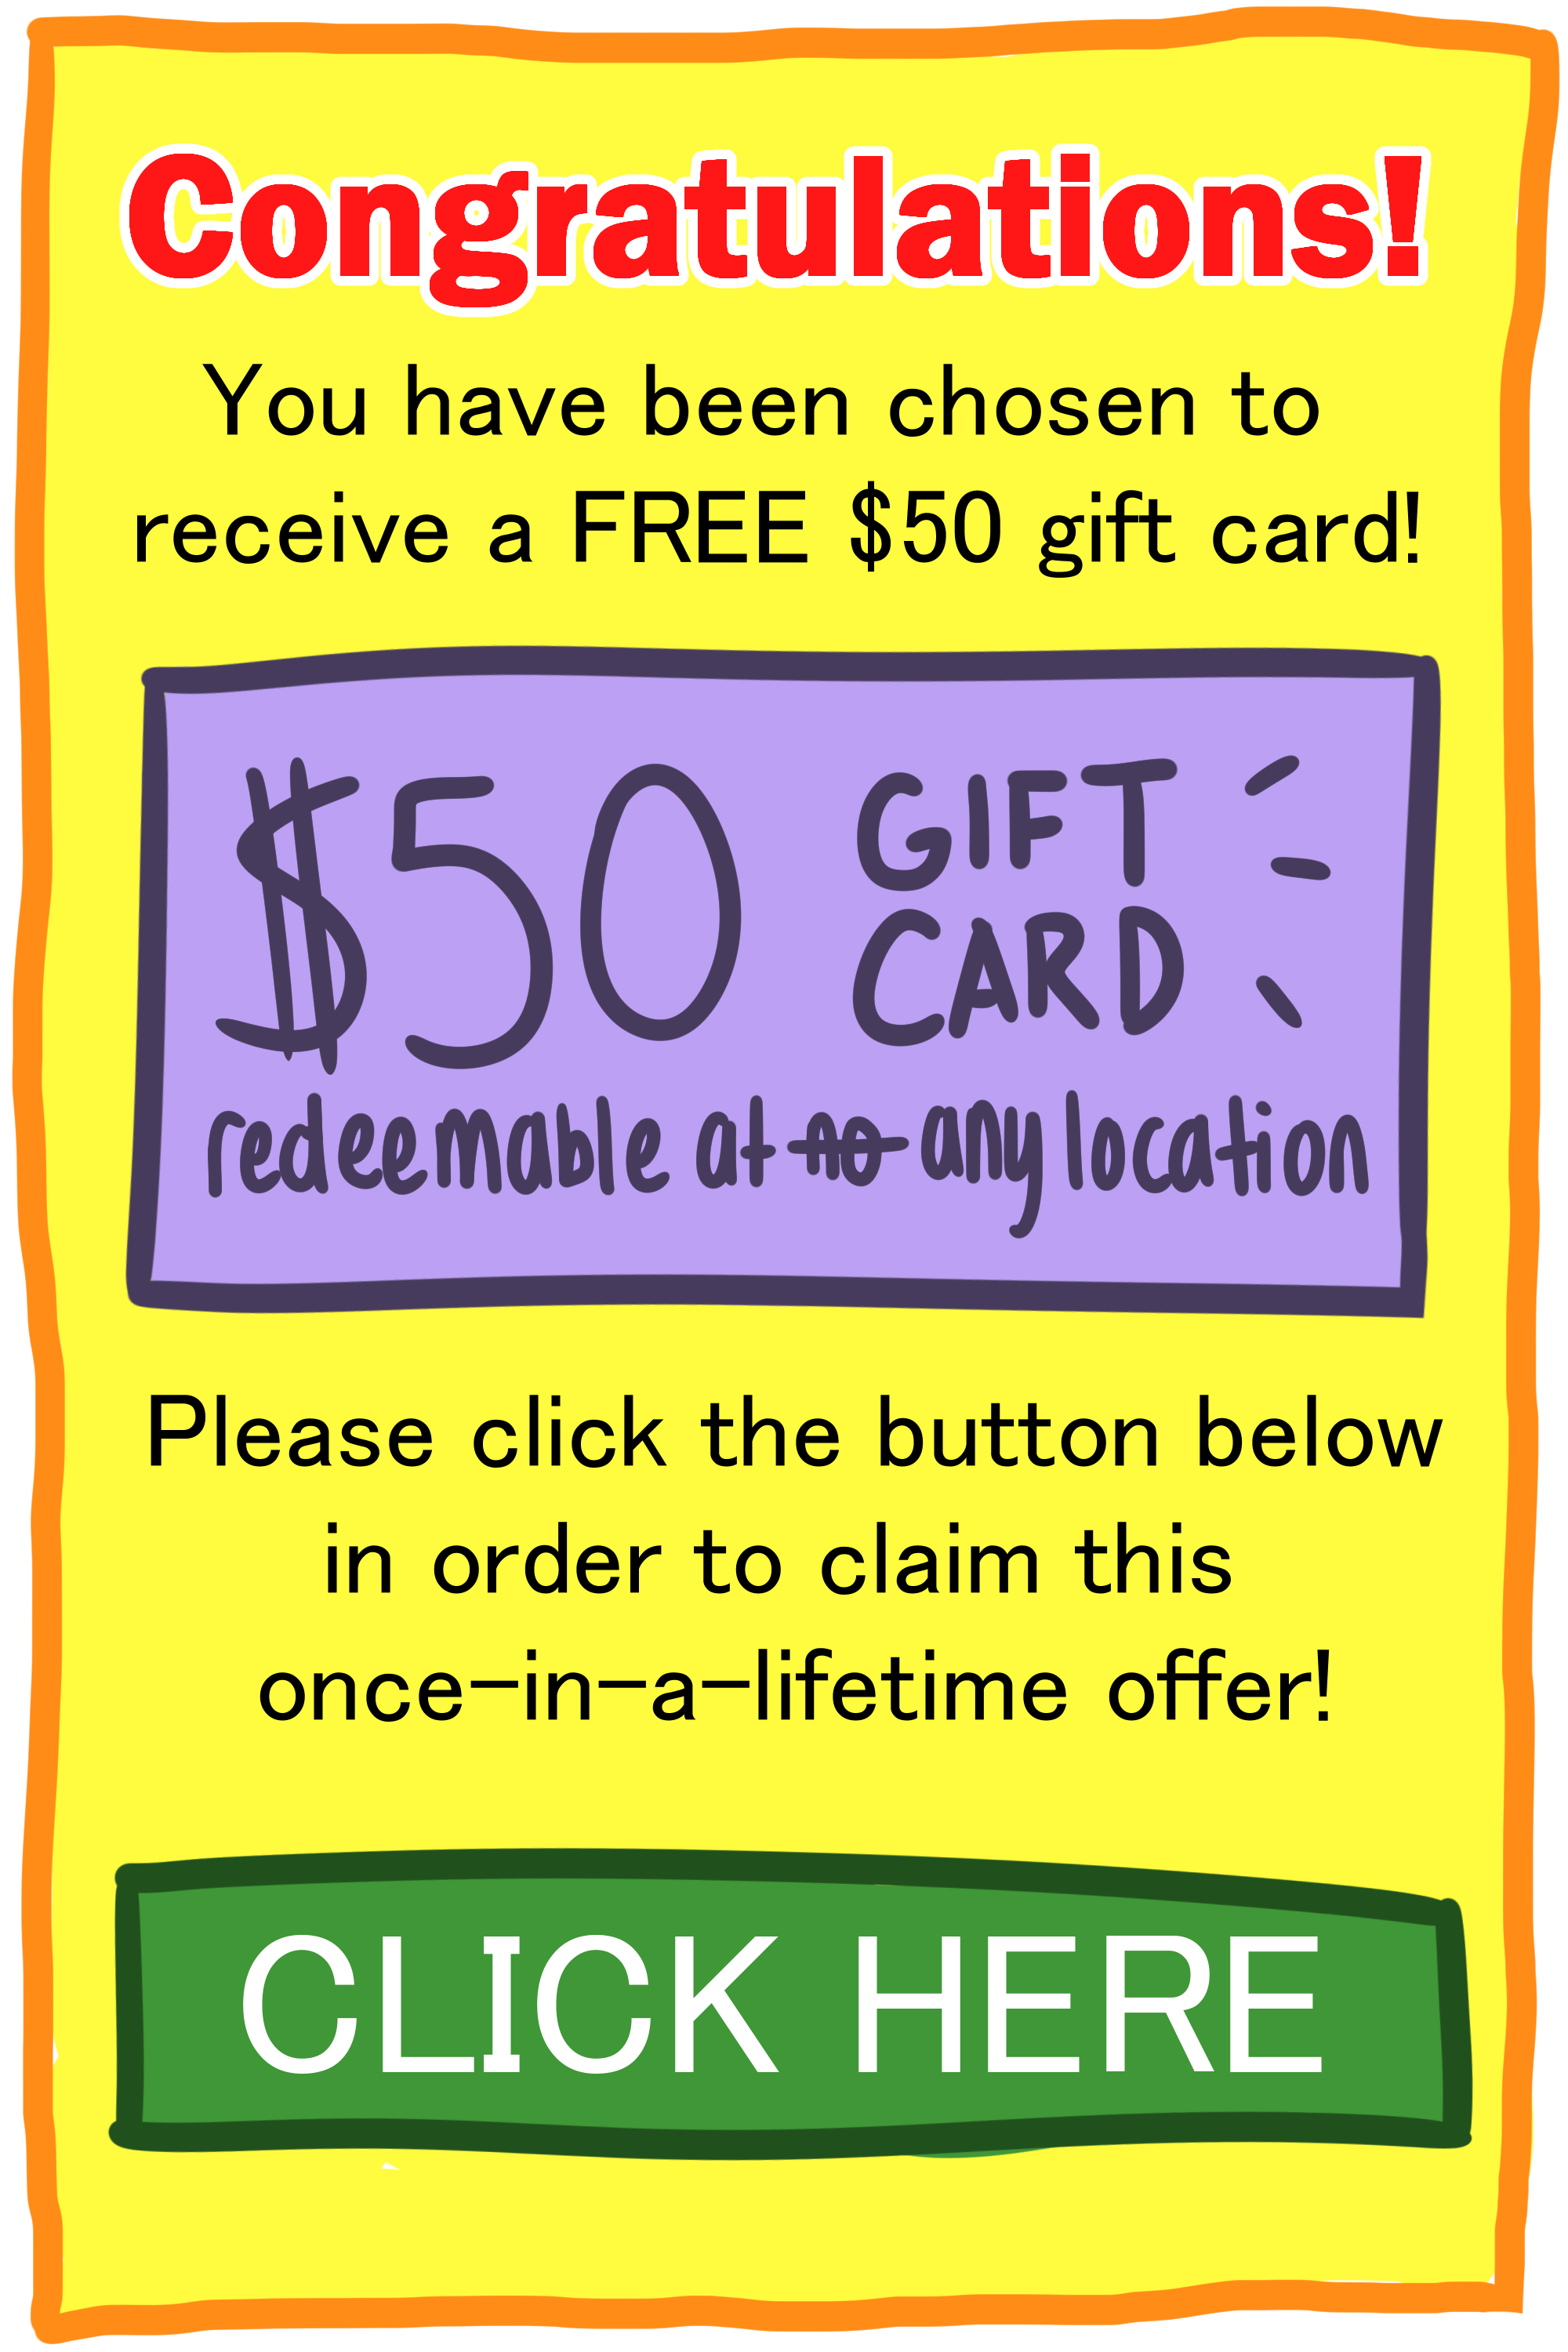 Congratulations!
You have been chosen to
receive a FREE $50 gift card!
$50 GIFT
CARD
redeemable at to any location
Please click the button below
in order to claim this
once-in-a-lifetime offer!
CLICK HERE